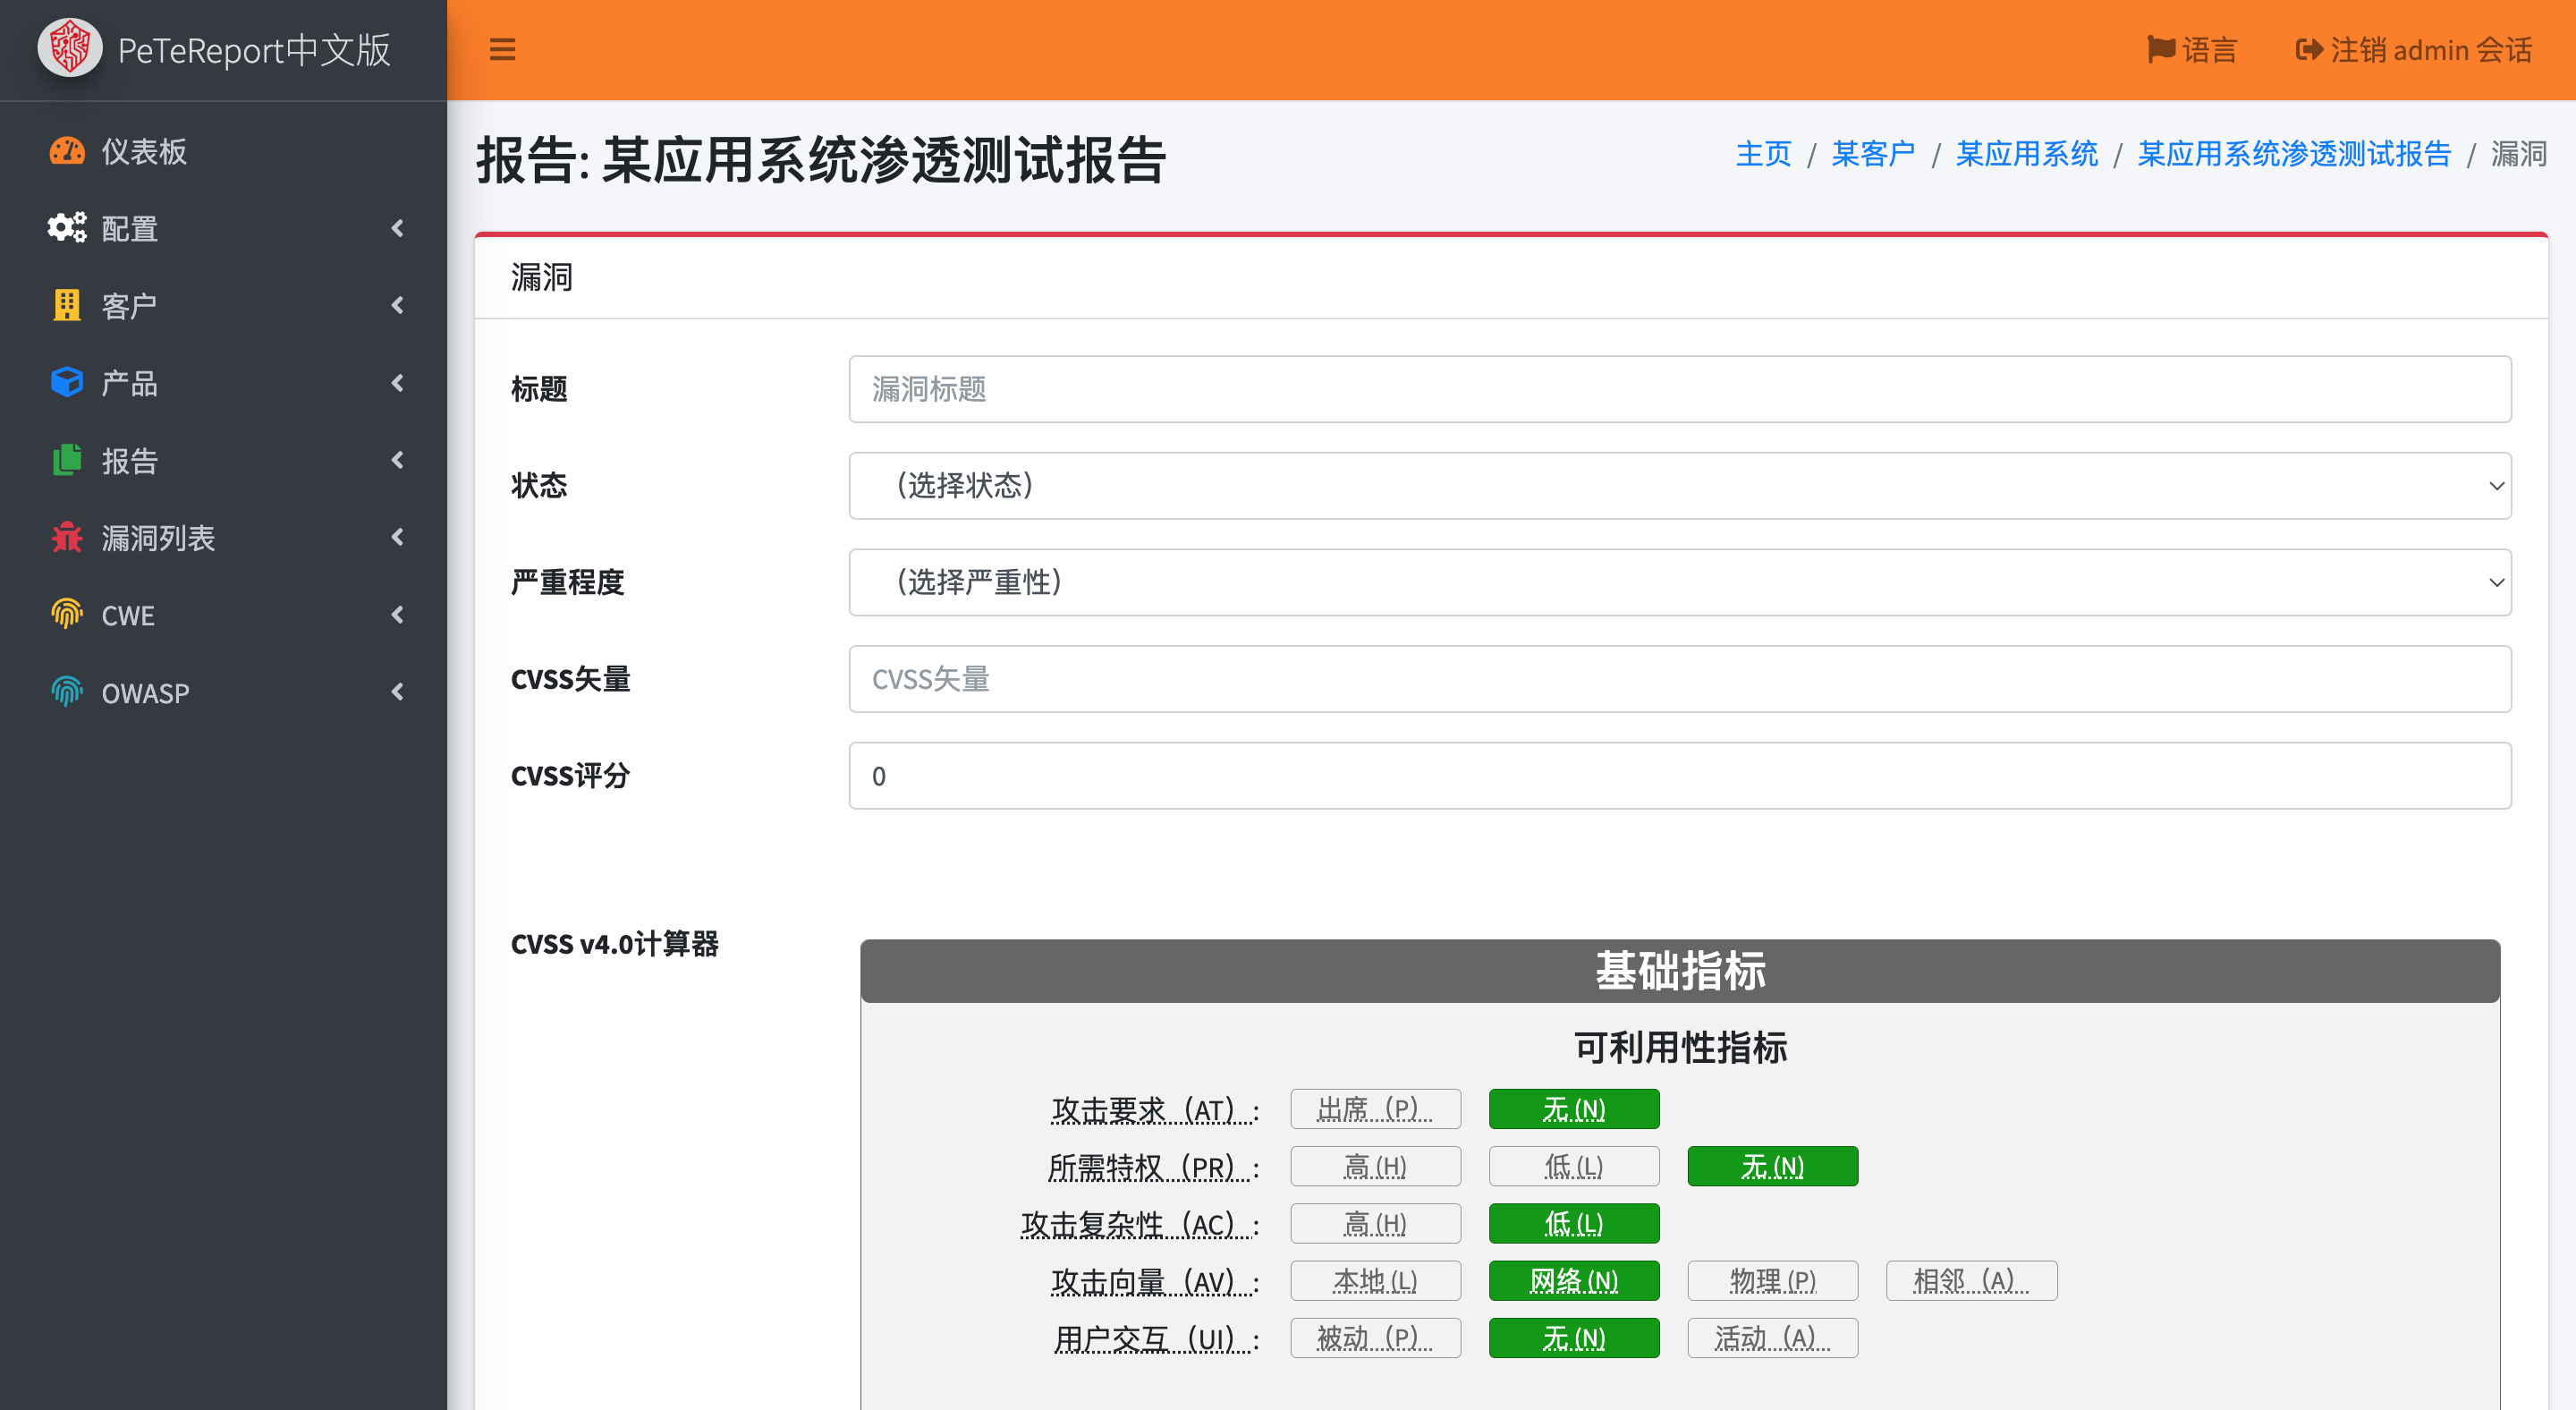 PeTeReport中文版
语言
注销 admin 会话
仪表板
配置
客户
产品
报告
漏洞列表
CWE
OWASP
报告: 某应用系统渗透测试报告
主页 / 某客户 / 某应用系统 / 某应用系统渗透测试报告 / 漏洞
漏洞
标题
漏洞标题
状态
（选择状态）
严重程度
（选择严重性）
CVSS矢量
CVSS矢量
CVSS评分
0
CVSS v4.0计算器
基础指标
可利用性指标
攻击要求（AT）: 出席（P） 无 (N)
所需特权（PR）: 高 (H) 低 (L) 无 (N)
攻击复杂性（AC）: 高 (H) 低 (L)
攻击向量（AV）: 本地 (L) 网络 (N) 物理 (P) 相邻（A）
用户交互（UI）: 被动（P） 无 (N) 活动（A）